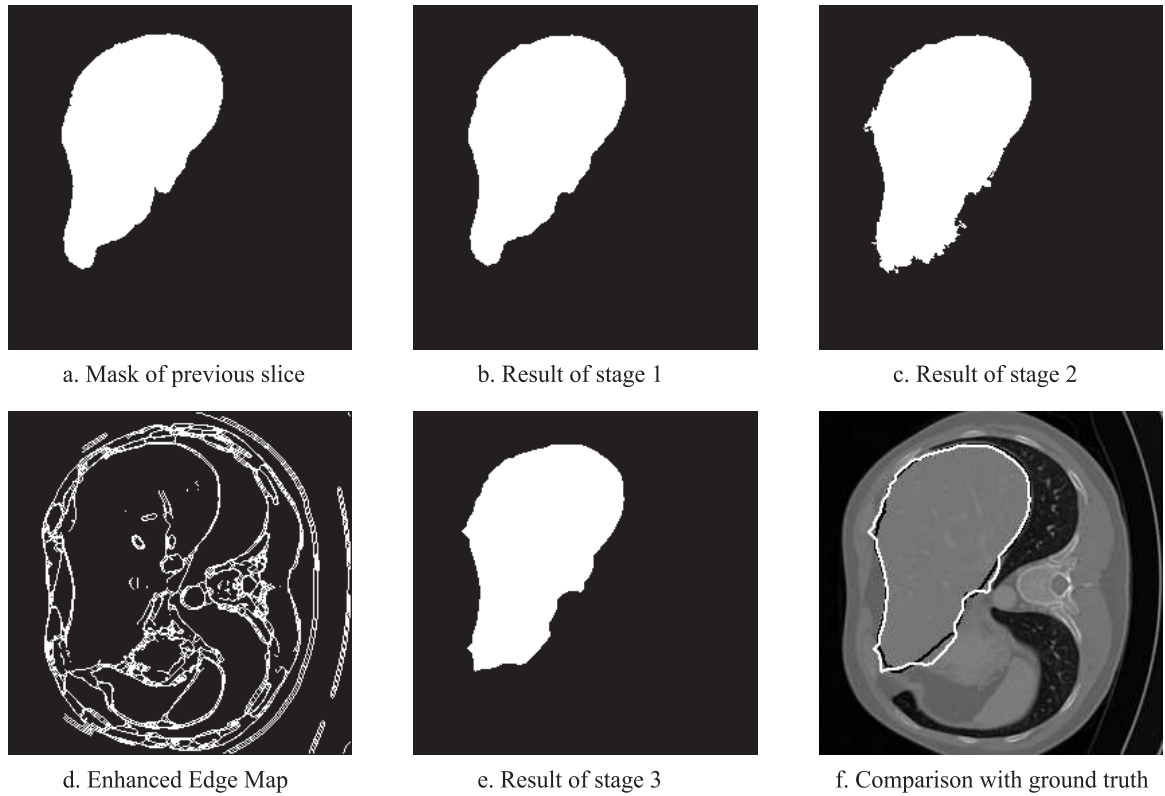 a. Mask of previous slice
b. Result of stage 1
c. Result of stage 2
d. Enhanced Edge Map
e. Result of stage 3
f. Comparison with ground truth